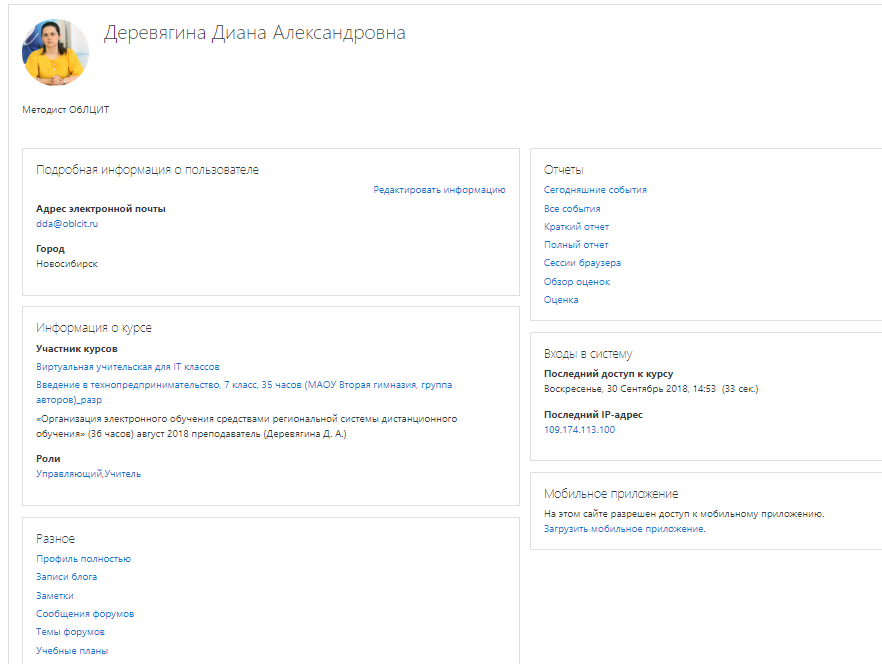 Деревягина Диана Александровна
Методист ОбЛЦИТ
Подробная информация о пользователе
Редактировать информацию
Адрес электронной почты
dda@oblcit.ru
Город
Новосибирск
Информация о курсе
Участник курсов
Виртуальная учительская для IT классов
Введение в технопредпринимательство, 7 класс, 35 часов (МАОУ Вторая гимназия, группа
авторов)_разр
«Организация электронного обучения средствами региональной системы дистанционного
обучения» (36 часов) август 2018 преподаватель (Деревягина Д. А.)
Роли
Управляющий,Учитель
Разное
Профиль полностью
Записи блога
Заметки
Сообщения форумов
Темы форумов
Учебные планы
Отчеты
Сегодняшние события
Все события
Краткий отчет
Полный отчет
Сессии браузера
Обзор оценок
Оценка
Входы в систему
Последний доступ к курсу
Воскресенье, 30 Сентябрь 2018, 14:53 (33 сек.)
Последний IP-адрес
109.174.113.100
Мобильное приложение
На этом сайте разрешен доступ к мобильному приложению.
Загрузить мобильное приложение.